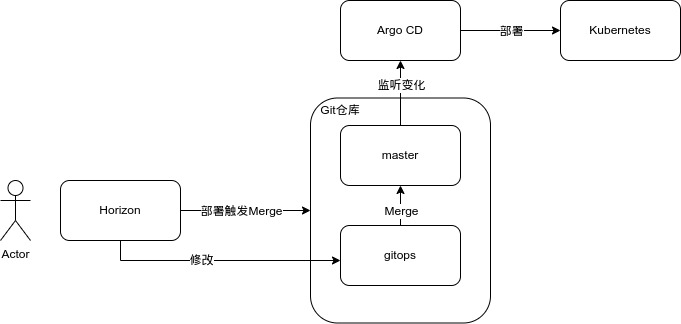 Argo CD
部署
Kubernetes
监听变化
Git仓库
master
Horizon
部署触发Merge
Merge
Actor
修改
gitops